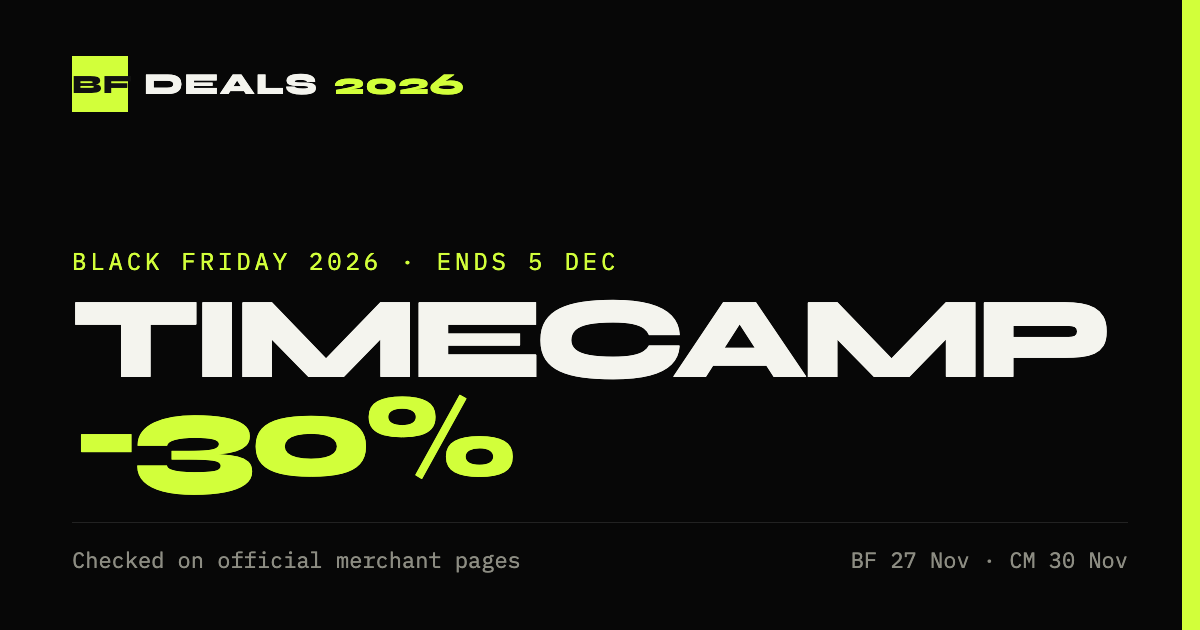 BF DEALS 2026
BLACK FRIDAY 2026 · ENDS 5 DEC
TIMECAMP
-30%
Checked on official merchant pages
BF 27 Nov · CM 30 Nov